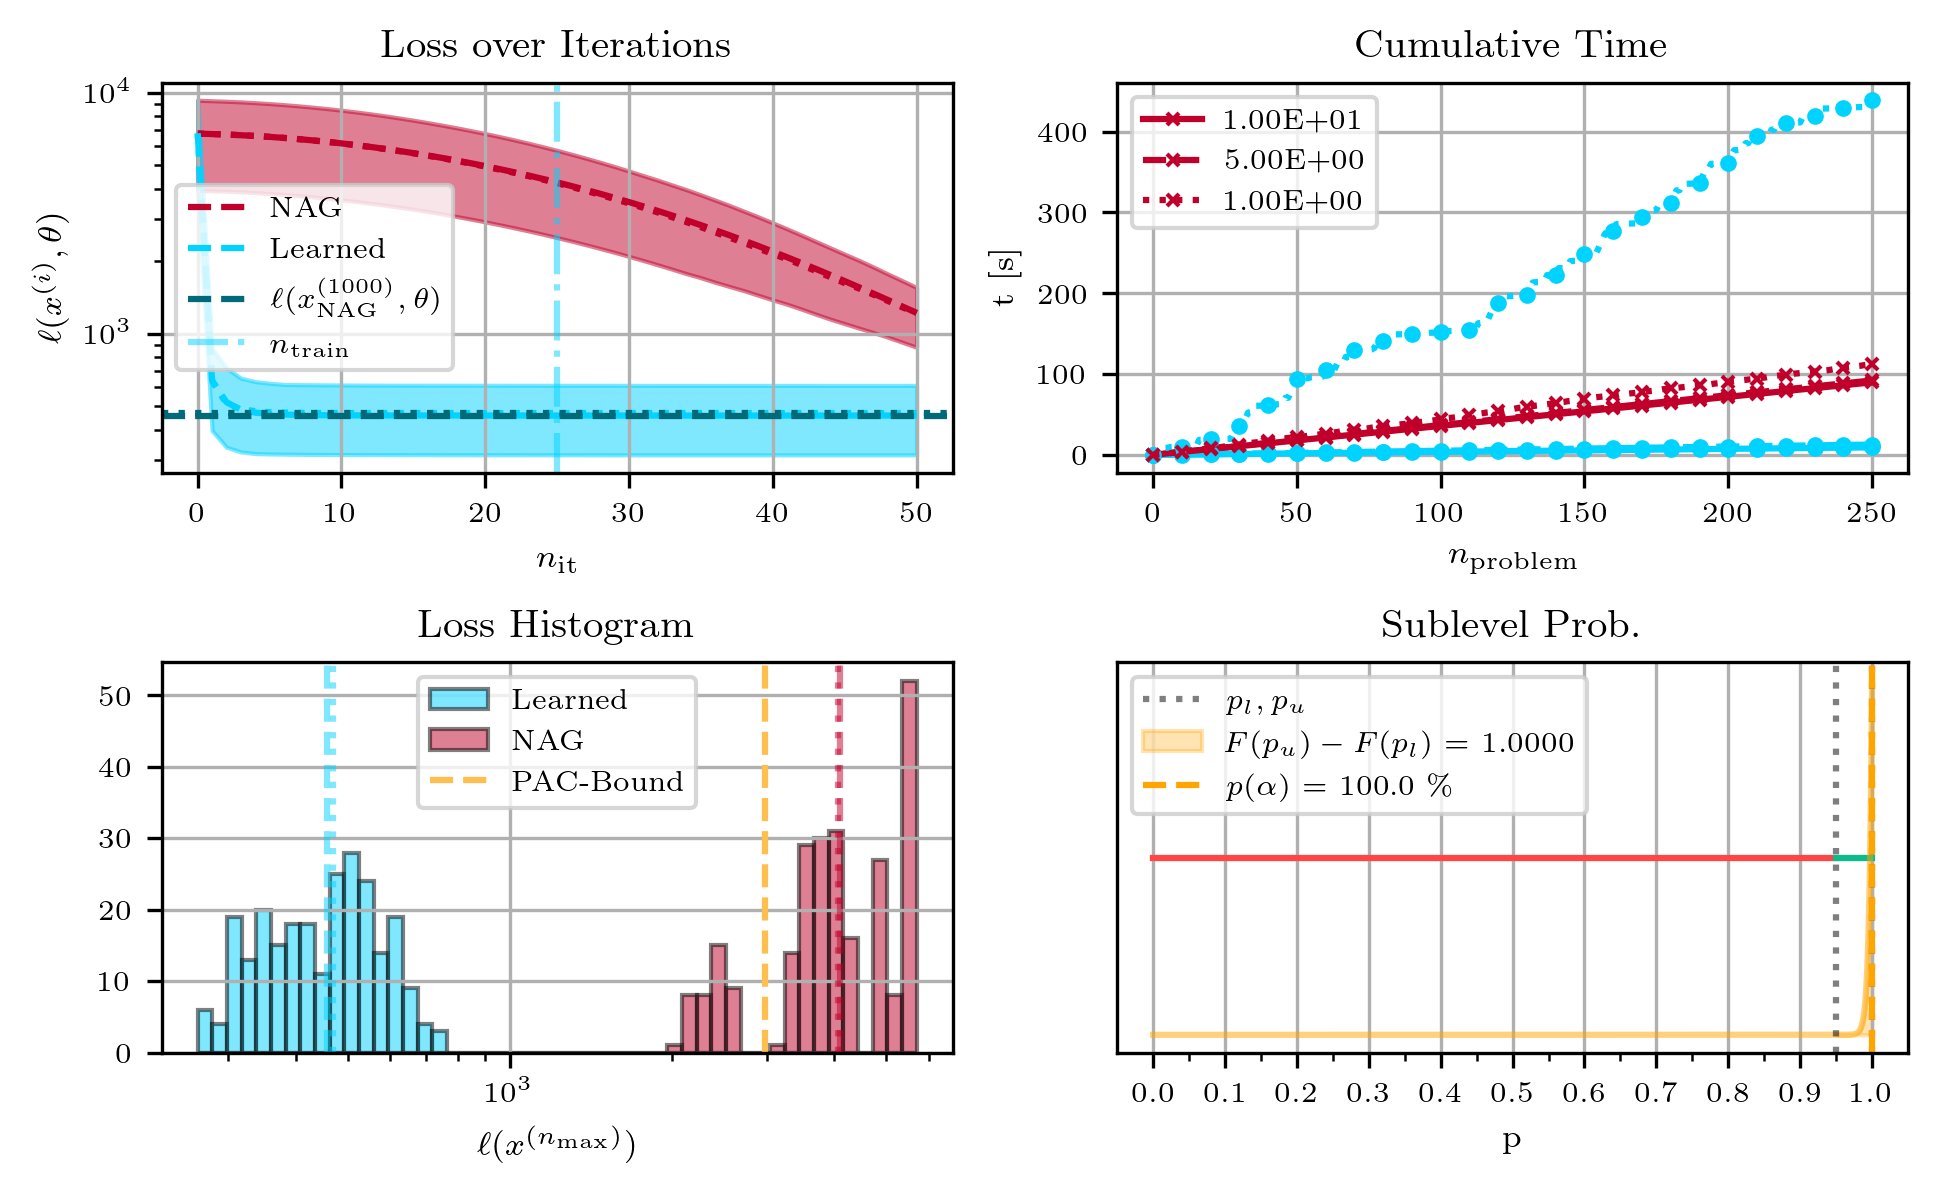 Loss over Iterations
10^4
10^3
ℓ(x^(i), θ)
NAG
Learned
ℓ(x_NAG^(1000), θ)
n_train
0 10 20 30 40 50
n_it
Cumulative Time
400
300
200
100
0
t [s]
1.00E+01
5.00E+00
1.00E+00
0 50 100 150 200 250
n_problem
Loss Histogram
50
40
30
20
10
0
Learned
NAG
PAC-Bound
10^3
ℓ(x^(n_max))
Sublevel Prob.
p_l, p_u
F(p_u) − F(p_l) = 1.0000
p(α) = 100.0 %
0.0 0.1 0.2 0.3 0.4 0.5 0.6 0.7 0.8 0.9 1.0
p